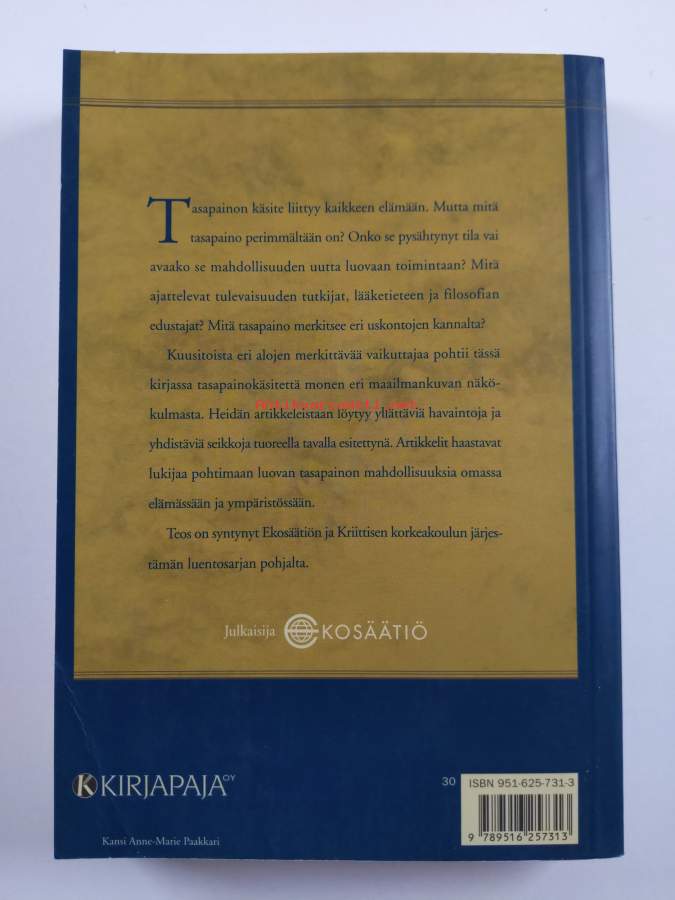 Tasapainon käsite liittyy kaikkeen elämään. Mutta mitä
tasapaino perimmältään on? Onko se pysähtynyt tila vai
avaako se mahdollisuuden uutta luovaan toimintaan? Mitä
ajattelevat tulevaisuuden tutkijat, lääketieteen ja filosofian
edustajat? Mitä tasapaino merkitsee eri uskontojen kannalta?
Kuusitoista eri alojen merkittävää vaikuttajaa pohtii tässä
kirjassa tasapainokäsitettä monen eri maailmankuvan näkö-
kulmasta. Heidän artikkeleistaan löytyy yllättäviä havaintoja ja
yhdistäviä seikkoja tuoreella tavalla esitettynä. Artikkelit haastavat
lukijaa pohtimaan luovan tasapainon mahdollisuuksia omassa
elämässään ja ympäristössään.
Teos on syntynyt Ekosäätiön ja Kriittisen korkeakoulun järjes-
tämän luentosarjan pohjalta.
Julkaisija EKOSÄÄTIÖ
K KIRJAPAJA OY
30 ISBN 951-625-731-3
9 789516 257313
Kansi Anne-Marie Paakkari